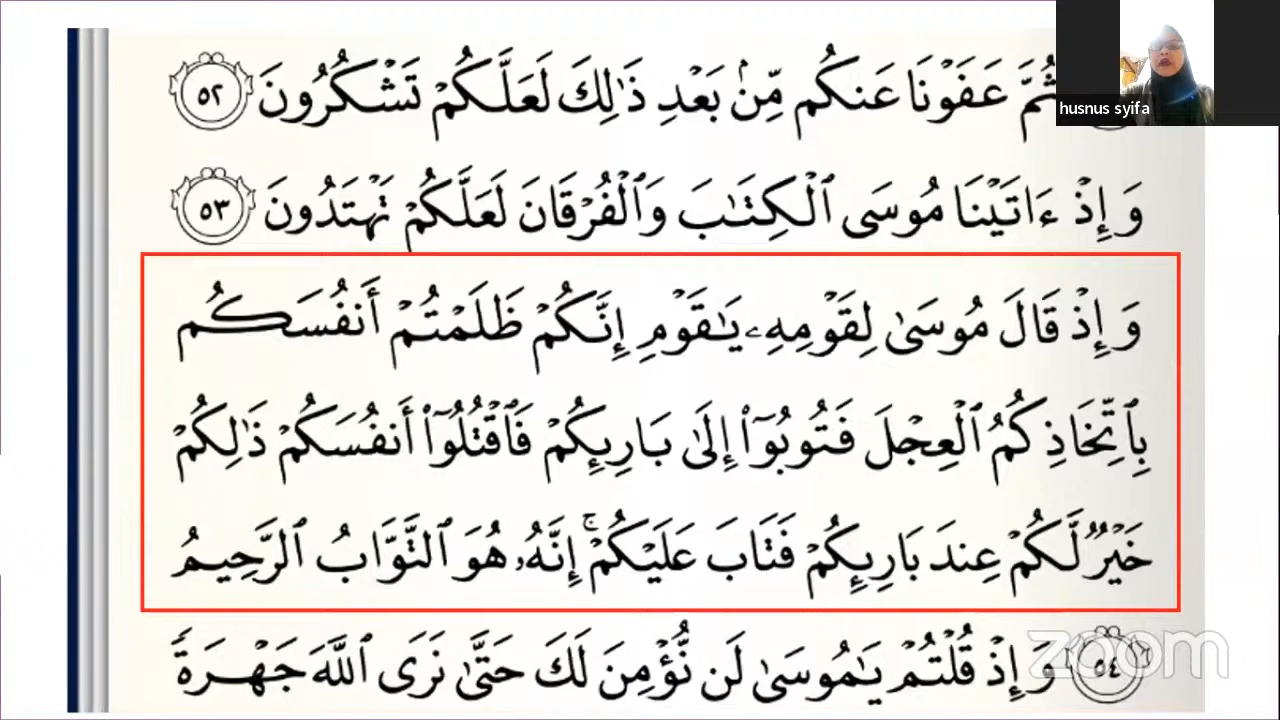 husnus syifa
ثُمَّ عَفَوْنَا عَنكُم مِّنۢ بَعْدِ ذَٰلِكَ لَعَلَّكُمْ تَشْكُرُونَ ٥٢
وَإِذْ ءَاتَيْنَا مُوسَى ٱلْكِتَٰبَ وَٱلْفُرْقَانَ لَعَلَّكُمْ تَهْتَدُونَ ٥٣
وَإِذْ قَالَ مُوسَىٰ لِقَوْمِهِۦ يَٰقَوْمِ إِنَّكُمْ ظَلَمْتُمْ أَنفُسَكُم
بِٱتِّخَاذِكُمُ ٱلْعِجْلَ فَتُوبُوٓا۟ إِلَىٰ بَارِئِكُمْ فَٱقْتُلُوٓا۟ أَنفُسَكُمْ ذَٰلِكُمْ
خَيْرٌ لَّكُمْ عِندَ بَارِئِكُمْ فَتَابَ عَلَيْكُمْ ۚ إِنَّهُۥ هُوَ ٱلتَّوَّابُ ٱلرَّحِيمُ
٥٤ وَإِذْ قُلْتُمْ يَٰمُوسَىٰ لَن نُّؤْمِنَ لَكَ حَتَّىٰ نَرَى ٱللَّهَ جَهْرَةً
zoom